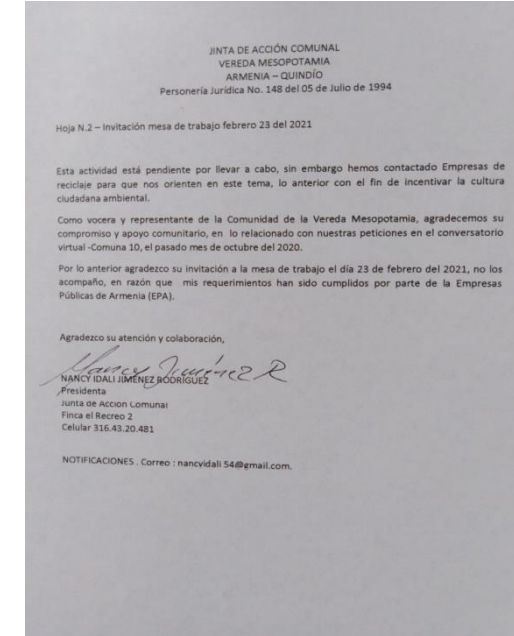 JINTA DE ACCIÓN COMUNAL
VEREDA MESOPOTAMIA
ARMENIA – QUINDÍO
Personería Jurídica No. 148 del 05 de Julio de 1994
Hoja N.2 – Invitación mesa de trabajo febrero 23 del 2021
Esta actividad está pendiente por llevar a cabo, sin embargo hemos contactado Empresas de
reciclaje para que nos orienten en este tema, lo anterior con el fin de incentivar la cultura
ciudadana ambiental.
Como vocera y representante de la Comunidad de la Vereda Mesopotamia, agradecemos su
compromiso y apoyo comunitario, en lo relacionado con nuestras peticiones en el conversatorio
virtual -Comuna 10, el pasado mes de octubre del 2020.
Por lo anterior agradezco su invitación a la mesa de trabajo el día 23 de febrero del 2021, no los
acompaño, en razón que mis requerimientos han sido cumplidos por parte de la Empresas
Públicas de Armenia (EPA).
Agradezco su atención y colaboración,
Nancy Jiménez R
NANCY IDALI JIMÉNEZ RODRIGUEZ
Presidenta
Junta de Acción Comunal
Finca el Recreo 2
Celular 316.43.20.481
NOTIFICACIONES . Correo : nancyidali 54@gmail.com.